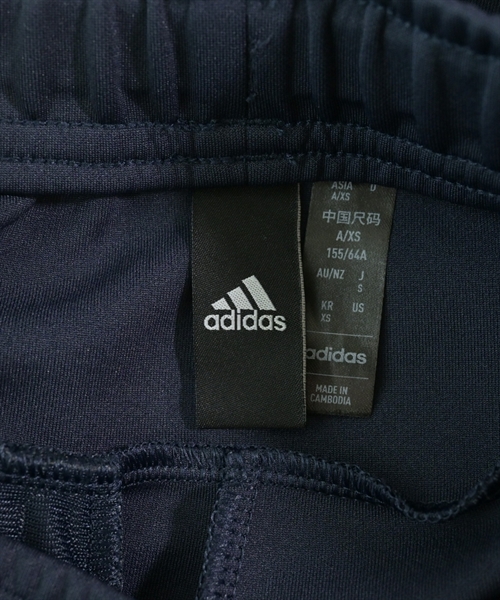 adidas
ASIA U
A/XS
中国尺码
A/XS
155/64A
AU/NZ J
S
KR US
XS
adidas
MADE IN
CAMBODIA